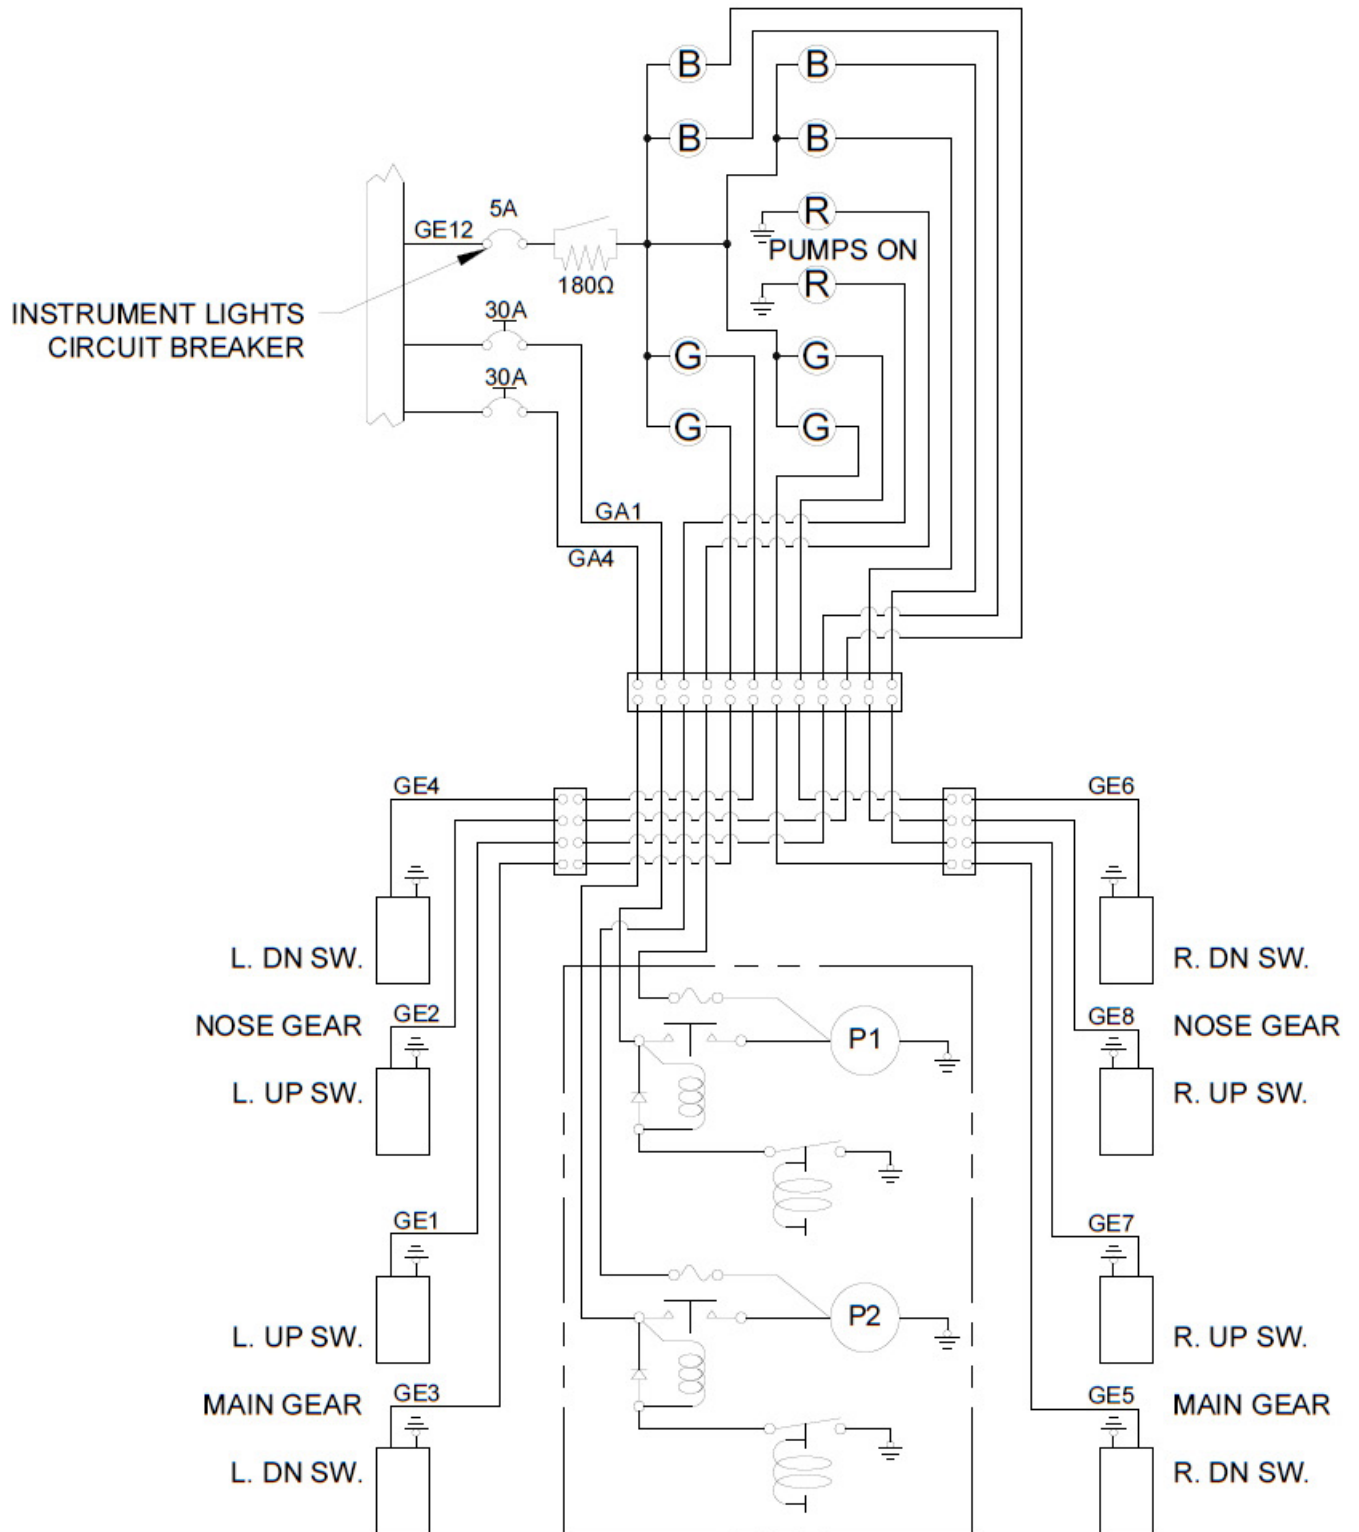 B
B
B
B
5A
R
GE12
PUMPS ON
180Ω
R
INSTRUMENT LIGHTS
CIRCUIT BREAKER
30A
G
G
30A
G
G
GA1
GA4
GE4
GE6
L. DN SW.
R. DN SW.
GE2
NOSE GEAR
GE8
NOSE GEAR
P1
L. UP SW.
R. UP SW.
GE1
GE7
P2
L. UP SW.
R. UP SW.
GE3
MAIN GEAR
GE5
MAIN GEAR
L. DN SW.
R. DN SW.